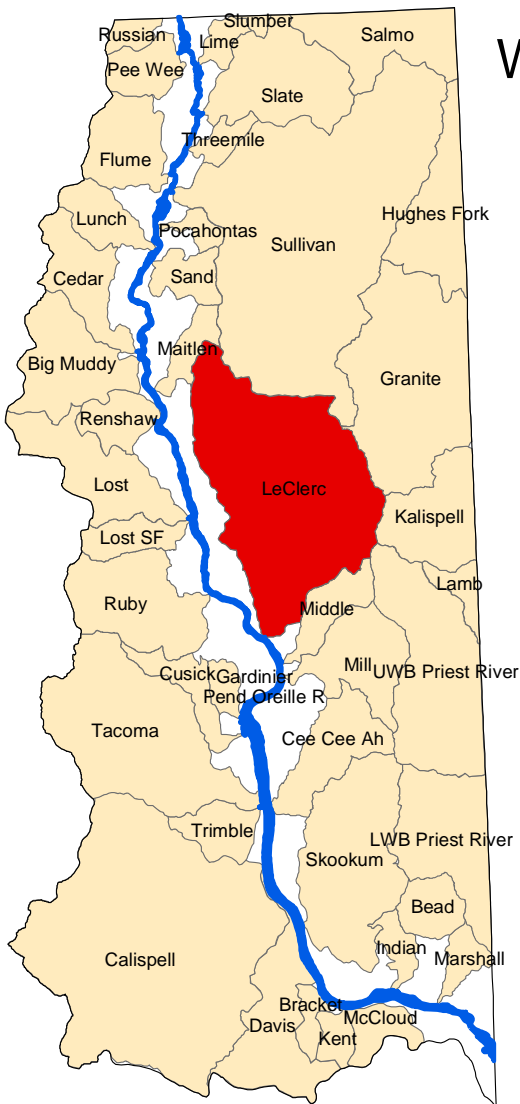 Slumber
Russian
Lime
Salmo
W
Pee Wee
Slate
Threemile
Flume
Hughes Fork
Lunch
Pocahontas
Sullivan
Cedar
Sand
Maitlen
Big Muddy
Granite
Renshaw
Lost
LeClerc
Kalispell
Lost SF
Lamb
Ruby
Middle
Cusick
Gardinier
Mill
UWB Priest River
Pend Oreille R
Tacoma
Cee Cee Ah
Trimble
LWB Priest River
Skookum
Bead
Indian
Marshall
Calispell
Bracket
McCloud
Davis
Kent